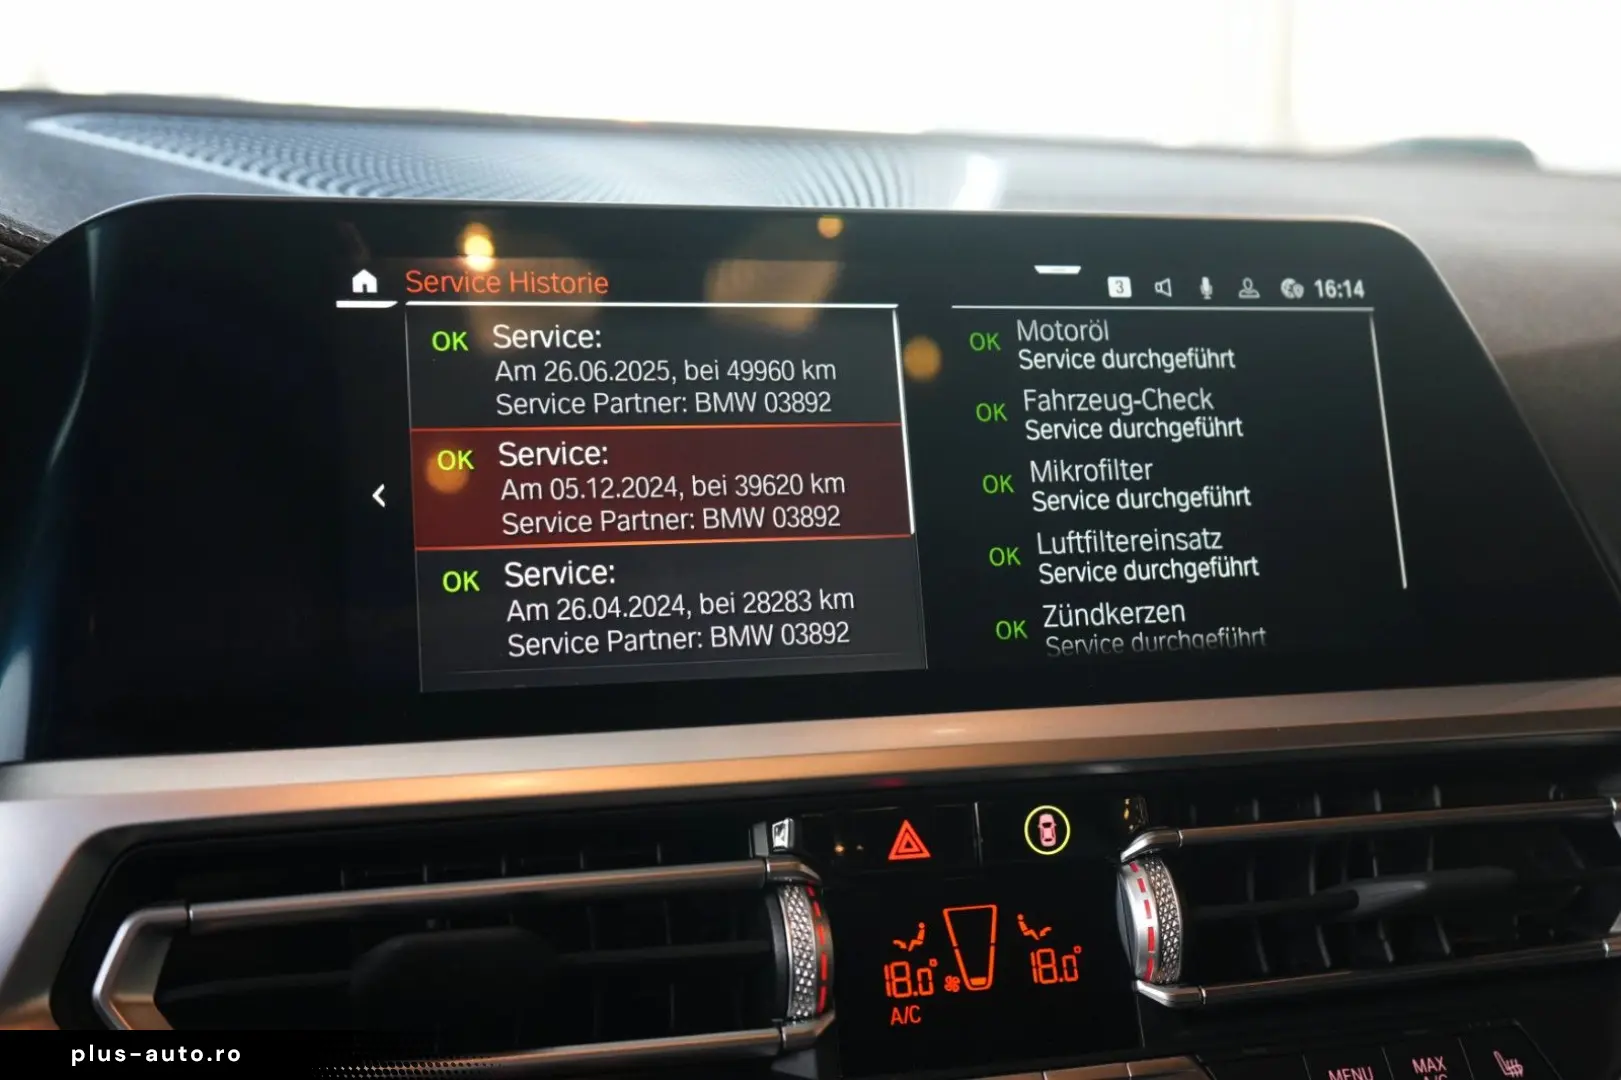 Service Historie
3
16:14
OK
Service:
Am 26.06.2025, bei 49960 km
Service Partner: BMW 03892
OK
Service:
Am 05.12.2024, bei 39620 km
Service Partner: BMW 03892
OK
Service:
Am 26.04.2024, bei 28283 km
Service Partner: BMW 03892
OK
Motoröl
Service durchgeführt
OK
Fahrzeug-Check
Service durchgeführt
OK
Mikrofilter
Service durchgeführt
OK
Luftfiltereinsatz
Service durchgeführt
OK
Zündkerzen
Service durchgeführt
18.0°
18.0°
A/C
MENU
MAX
A/C
plus-auto.ro